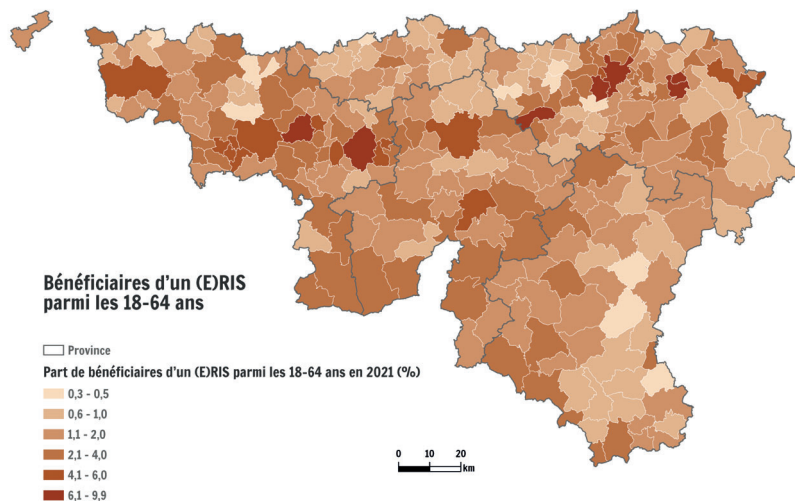 Bénéficiaires d'un (E)RIS
parmi les 18-64 ans
Province
Part de bénéficiaires d'un (E)RIS parmi les 18-64 ans en 2021 (%)
0,3 - 0,5
0,6 - 1,0
1,1 - 2,0
2,1 - 4,0
4,1 - 6,0
6,1 - 9,9
0 10 20
km